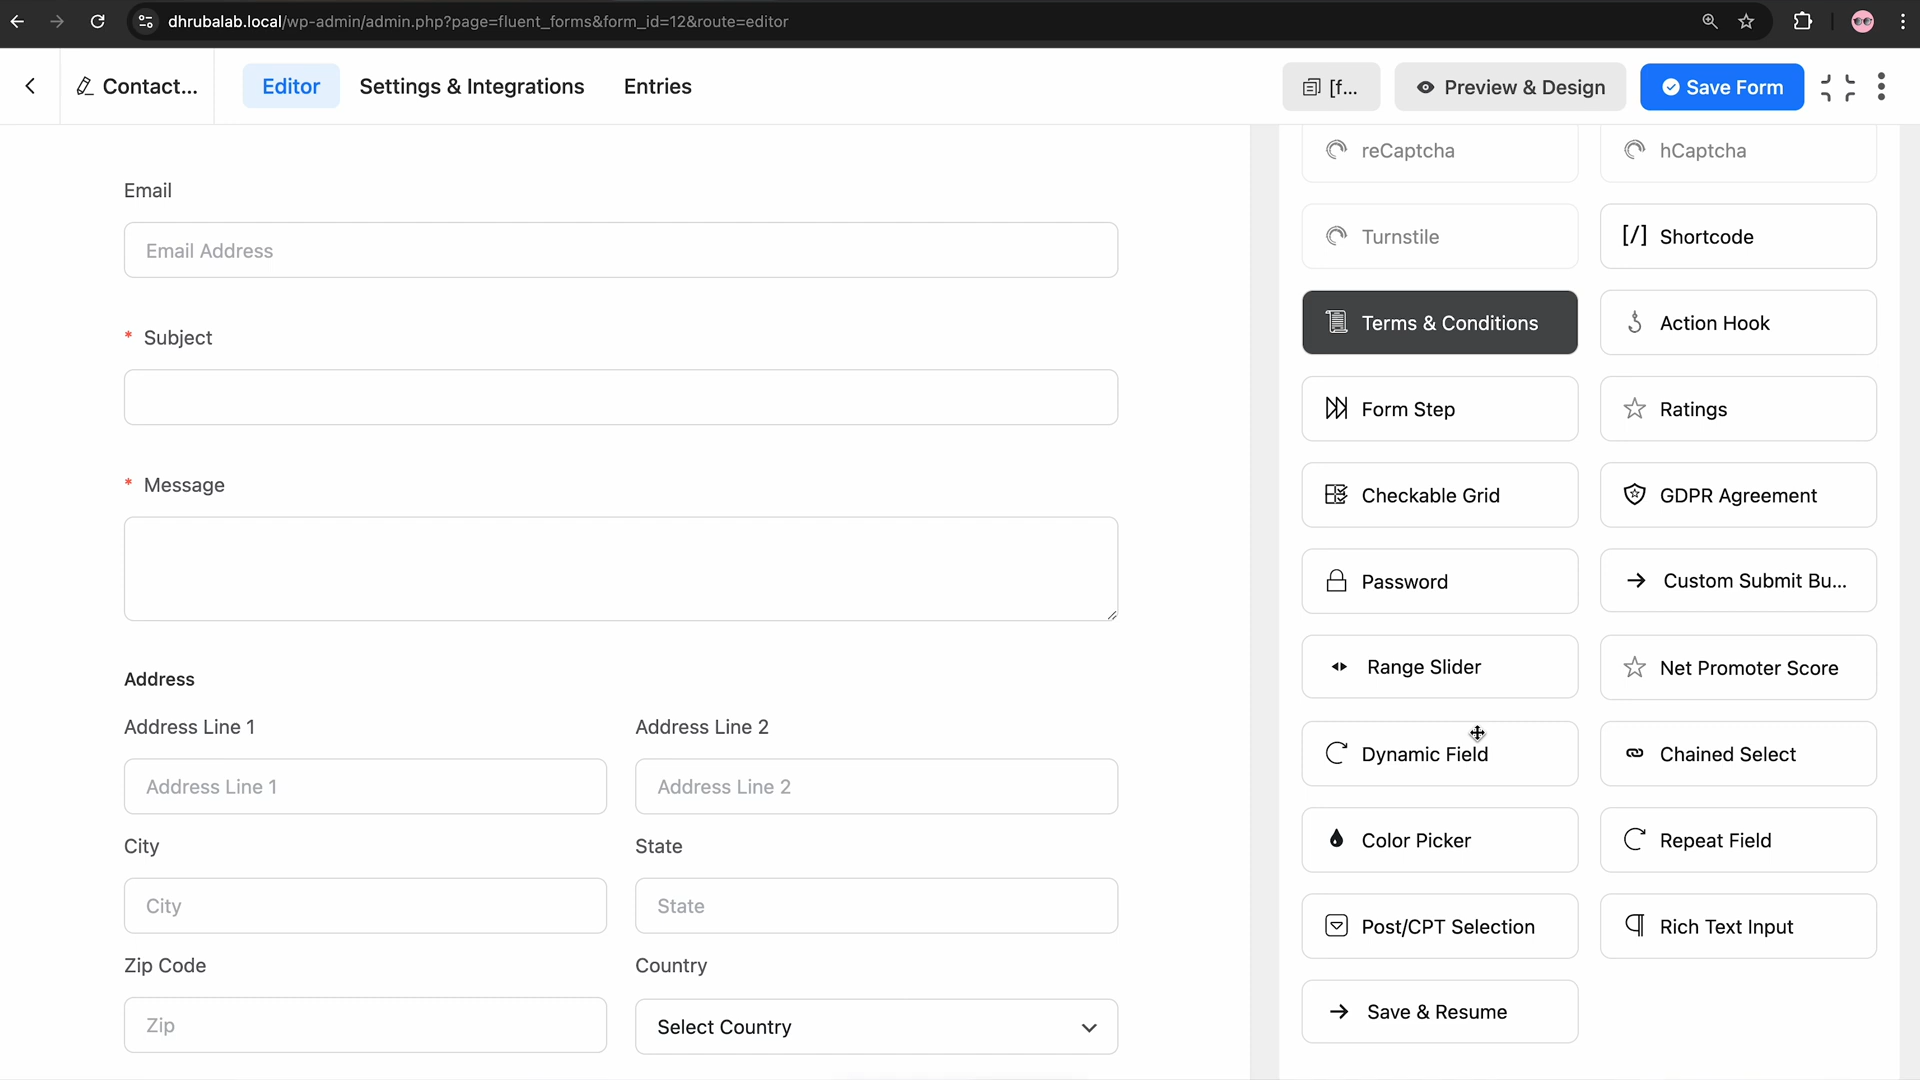 dhrubalab.local/wp-admin/admin.php?page=fluent_forms&form_id=12&route=editor
Contact...
Editor
Settings & Integrations
Entries
[f...
Preview & Design
Save Form
Email
Email Address
* Subject
* Message
Address
Address Line 1
Address Line 2
Address Line 1
Address Line 2
City
State
City
State
Zip Code
Country
Zip
Select Country
reCaptcha
hCaptcha
Turnstile
[/] Shortcode
Terms & Conditions
Action Hook
Form Step
Ratings
Checkable Grid
GDPR Agreement
Password
Custom Submit Bu...
Range Slider
Net Promoter Score
Dynamic Field
Chained Select
Color Picker
Repeat Field
Post/CPT Selection
Rich Text Input
Save & Resume